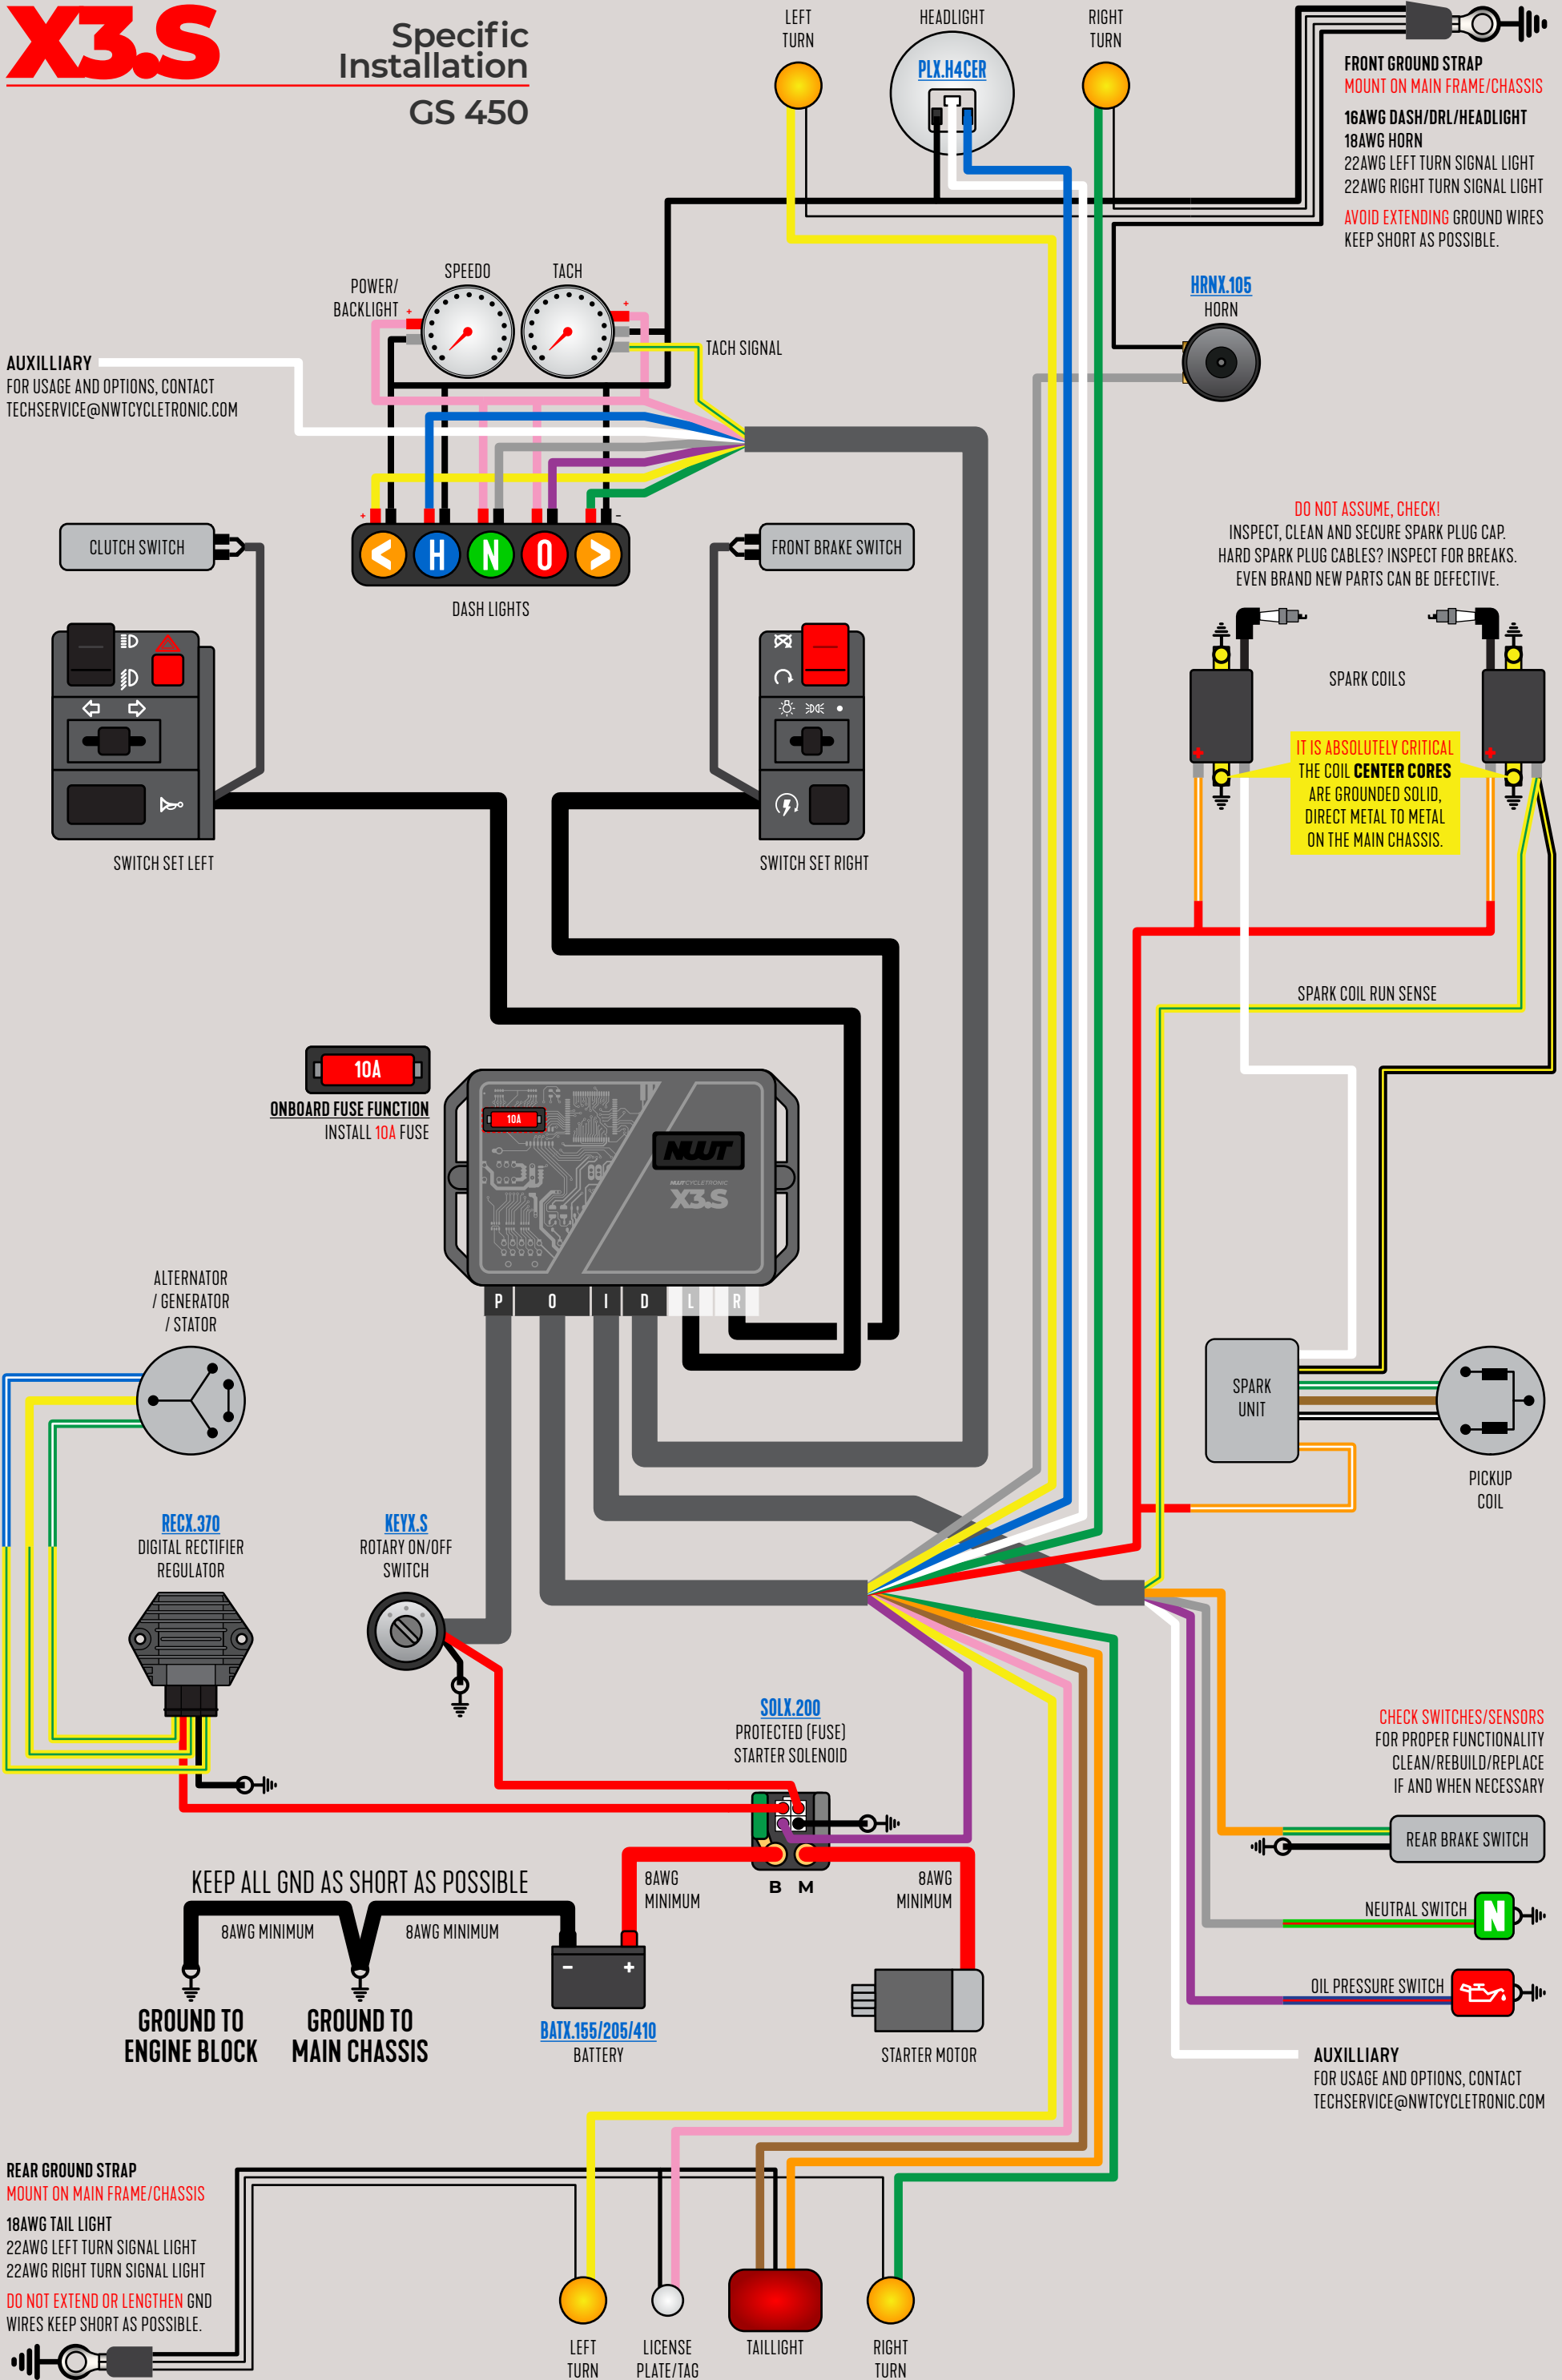 X3.S
Specific
Installation
GS 450
LEFT
TURN
HEADLIGHT
PLX.H4CER
RIGHT
TURN
FRONT GROUND STRAP
MOUNT ON MAIN FRAME/CHASSIS
16AWG DASH/DRL/HEADLIGHT
18AWG HORN
22AWG LEFT TURN SIGNAL LIGHT
22AWG RIGHT TURN SIGNAL LIGHT
AVOID EXTENDING GROUND WIRES
KEEP SHORT AS POSSIBLE.
POWER/
BACKLIGHT
SPEEDO
TACH
+
+
TACH SIGNAL
HRNX.105
HORN
AUXILLIARY
FOR USAGE AND OPTIONS, CONTACT
TECHSERVICE@NWTCYCLETRONIC.COM
+
-
< H N O >
DASH LIGHTS
CLUTCH SWITCH
FRONT BRAKE SWITCH
DO NOT ASSUME, CHECK!
INSPECT, CLEAN AND SECURE SPARK PLUG CAP.
HARD SPARK PLUG CABLES? INSPECT FOR BREAKS.
EVEN BRAND NEW PARTS CAN BE DEFECTIVE.
SPARK COILS
+
+
IT IS ABSOLUTELY CRITICAL
THE COIL CENTER CORES
ARE GROUNDED SOLID,
DIRECT METAL TO METAL
ON THE MAIN CHASSIS.
SWITCH SET LEFT
SWITCH SET RIGHT
SPARK COIL RUN SENSE
10A
ONBOARD FUSE FUNCTION
INSTALL 10A FUSE
10A
NWT
NWTCYCLETRONIC
X3.S
P O I D L R
ALTERNATOR
/ GENERATOR
/ STATOR
SPARK
UNIT
PICKUP
COIL
RECX.370
DIGITAL RECTIFIER
REGULATOR
KEYX.S
ROTARY ON/OFF
SWITCH
SOLX.200
PROTECTED (FUSE)
STARTER SOLENOID
B M
8AWG
MINIMUM
8AWG
MINIMUM
CHECK SWITCHES/SENSORS
FOR PROPER FUNCTIONALITY
CLEAN/REBUILD/REPLACE
IF AND WHEN NECESSARY
REAR BRAKE SWITCH
NEUTRAL SWITCH
N
OIL PRESSURE SWITCH
KEEP ALL GND AS SHORT AS POSSIBLE
8AWG MINIMUM
8AWG MINIMUM
GROUND TO
ENGINE BLOCK
GROUND TO
MAIN CHASSIS
- +
BATX.155/205/410
BATTERY
STARTER MOTOR
AUXILLIARY
FOR USAGE AND OPTIONS, CONTACT
TECHSERVICE@NWTCYCLETRONIC.COM
REAR GROUND STRAP
MOUNT ON MAIN FRAME/CHASSIS
18AWG TAIL LIGHT
22AWG LEFT TURN SIGNAL LIGHT
22AWG RIGHT TURN SIGNAL LIGHT
DO NOT EXTEND OR LENGTHEN GND
WIRES KEEP SHORT AS POSSIBLE.
LEFT
TURN
LICENSE
PLATE/TAG
TAILLIGHT
RIGHT
TURN